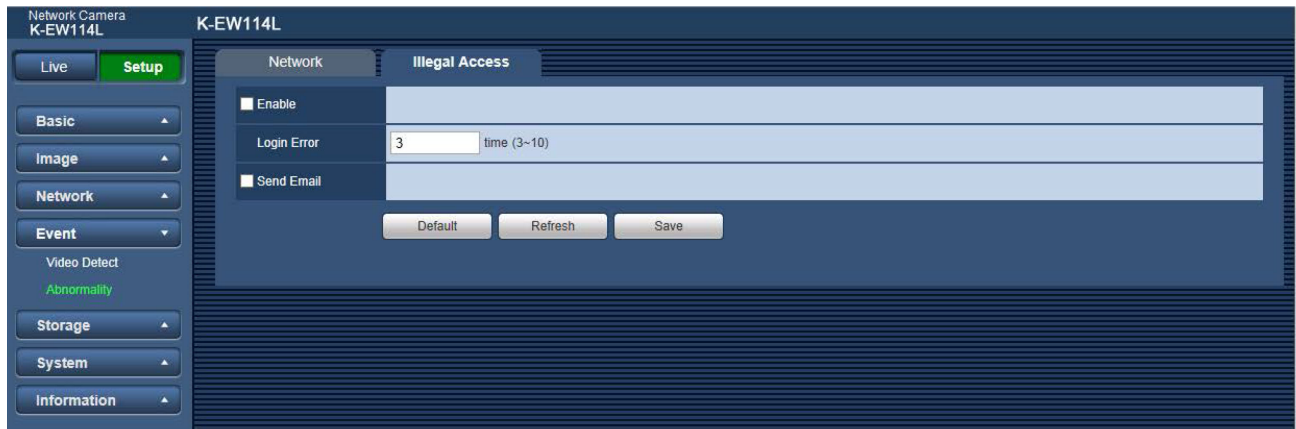 Network Camera
K-EW114L
K-EW114L
Live
Setup
Basic
Image
Network
Event
Video Detect
Abnormality
Storage
System
Information
Network
Illegal Access
Enable
Login Error
3
time (3~10)
Send Email
Default
Refresh
Save